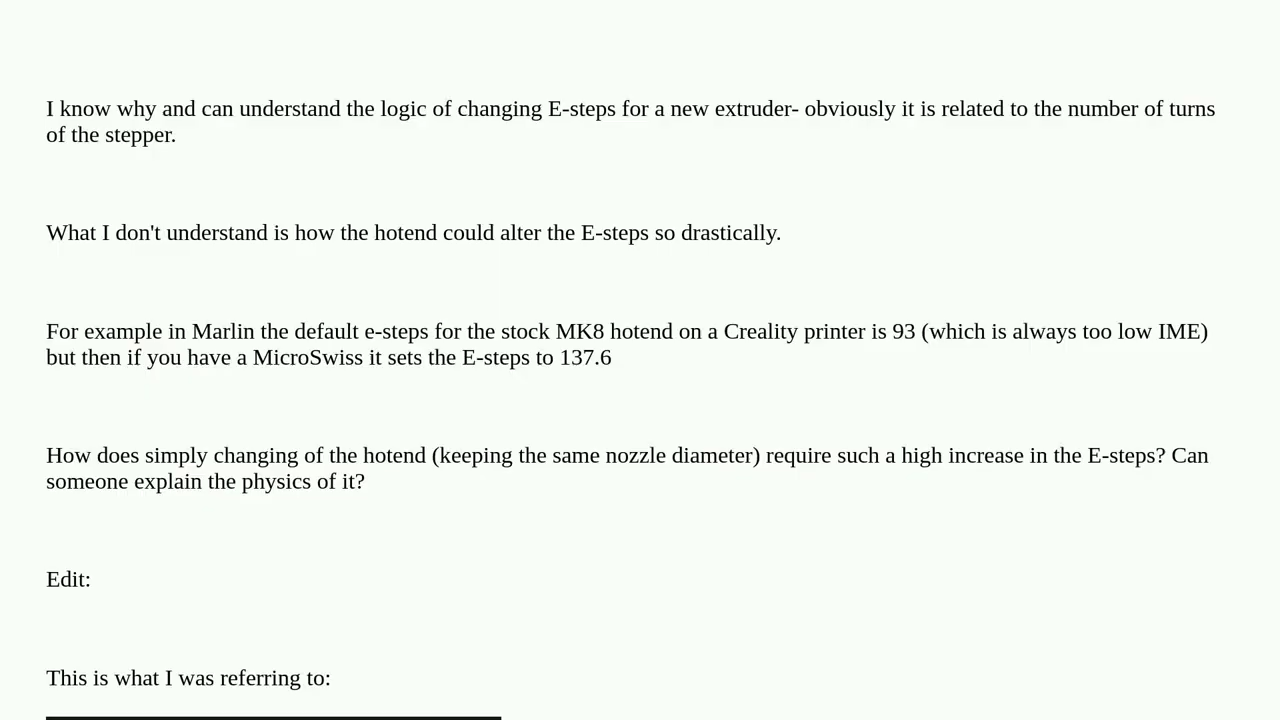 I know why and can understand the logic of changing E-steps for a new extruder- obviously it is related to the number of turns
of the stepper.
What I don't understand is how the hotend could alter the E-steps so drastically.
For example in Marlin the default e-steps for the stock MK8 hotend on a Creality printer is 93 (which is always too low IME)
but then if you have a MicroSwiss it sets the E-steps to 137.6
How does simply changing of the hotend (keeping the same nozzle diameter) require such a high increase in the E-steps? Can
someone explain the physics of it?
Edit:
This is what I was referring to: